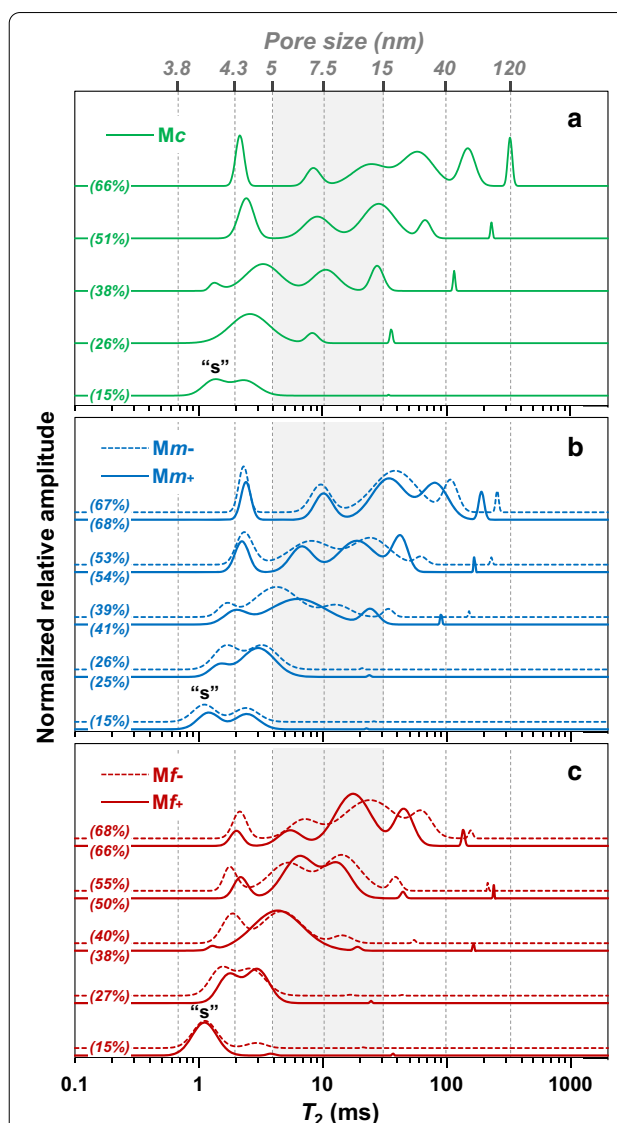 Pore size (nm)
3.8 4.3 5 7.5 15 40 120
a
Mc
(66%)
(51%)
(38%)
(26%)
"s"
(15%)
b
Mm-
Mm+
(67%)
(68%)
(53%)
(54%)
(39%)
(41%)
(26%)
(25%)
"s"
(15%)
c
Mf-
Mf+
(68%)
(66%)
(55%)
(50%)
(40%)
(38%)
(27%)
"s"
(15%)
Normalized relative amplitude
0.1 1 10 100 1000
T2 (ms)